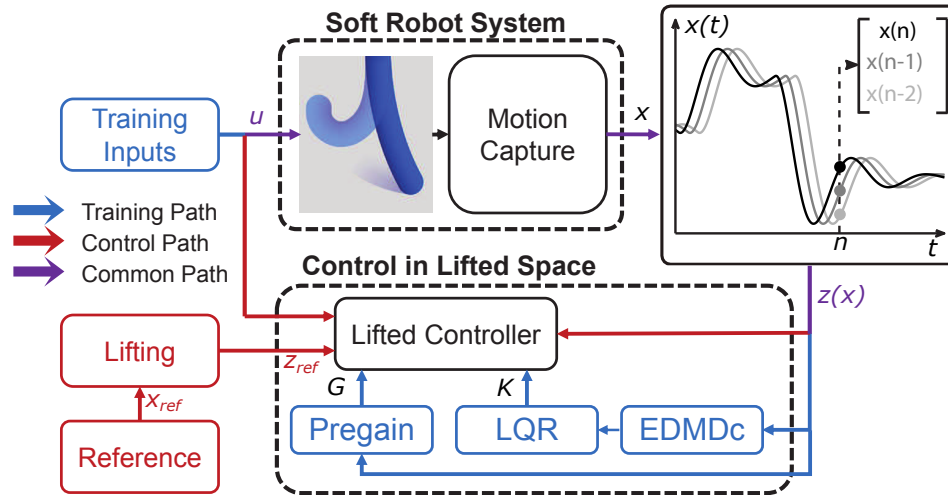 Soft Robot System
x(t)
x(n)
x(n-1)
x(n-2)
Training
Inputs
u
Motion
Capture
x
n
t
Training Path
Control Path
Common Path
Control in Lifted Space
z(x)
Lifted Controller
Lifting
z_ref
G
K
x_ref
Pregain
LQR
EDMDc
Reference